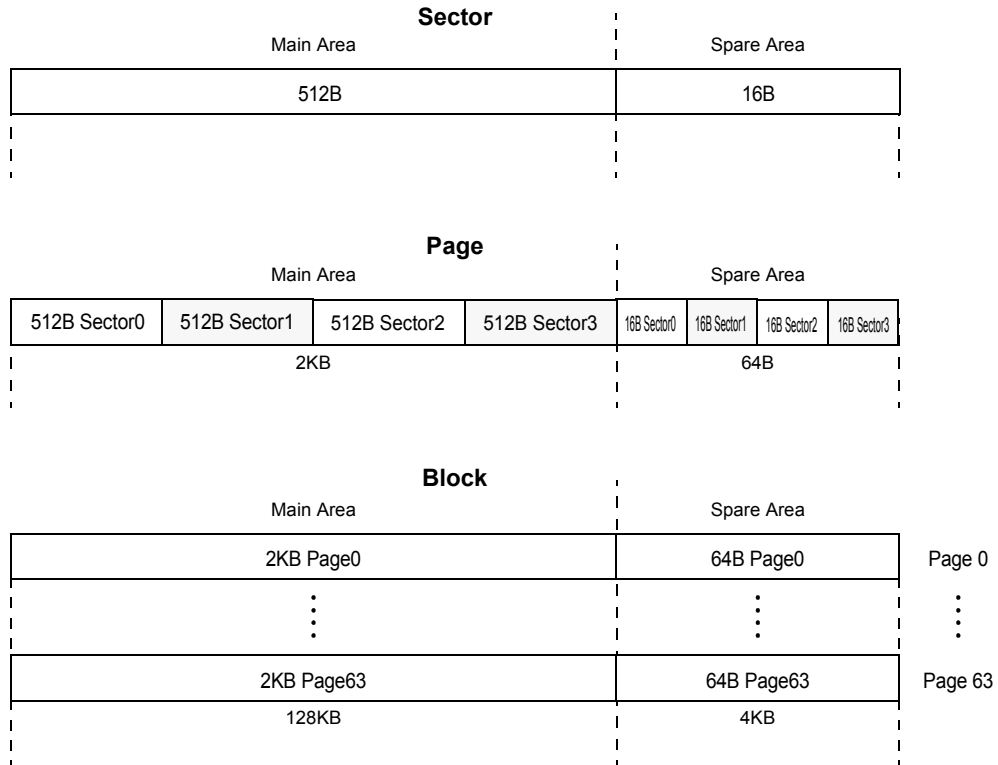 Sector
Main Area Spare Area
512B 16B
Page
Main Area Spare Area
512B Sector0 512B Sector1 512B Sector2 512B Sector3 16B Sector0 16B Sector1 16B Sector2 16B Sector3
2KB 64B
Block
Main Area Spare Area
2KB Page0 64B Page0 Page 0
2KB Page63 64B Page63 Page 63
128KB 4KB